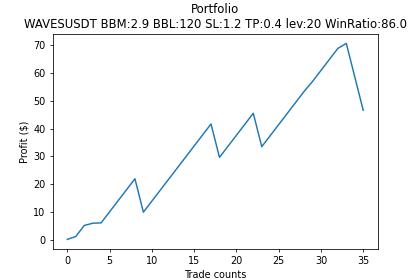 Portfolio
WAVESUSDT BBM:2.9 BBL:120 SL:1.2 TP:0.4 lev:20 WinRatio:86.0
Profit ($)
70
60
50
40
30
20
10
0
0 5 10 15 20 25 30 35
Trade counts